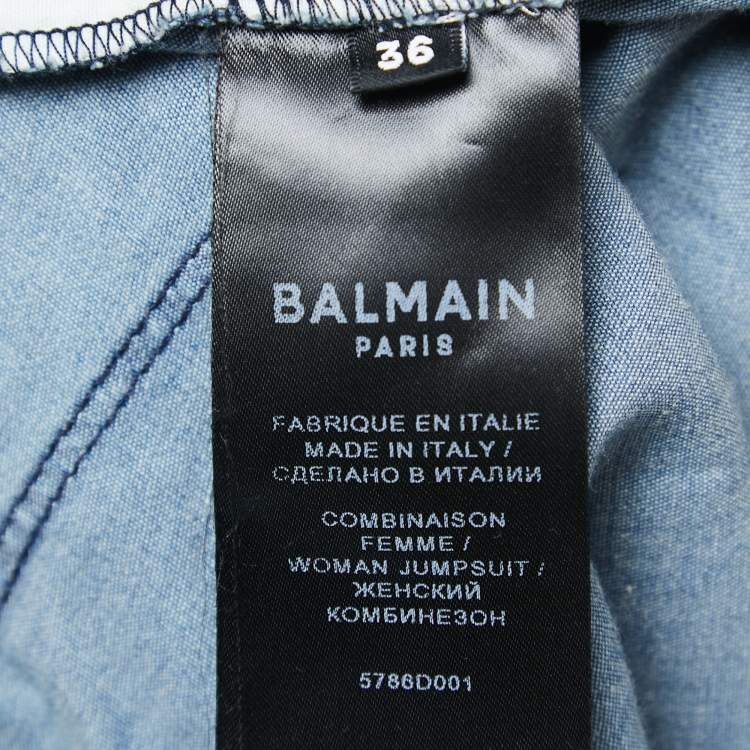 36
BALMAIN
PARIS
FABRIQUE EN ITALIE
MADE IN ITALY /
СДЕЛАНО В ИТАЛИИ
COMBINAISON
FEMME /
WOMAN JUMPSUIT /
ЖЕНСКИЙ
КОМБИНЕЗОН
5786D001